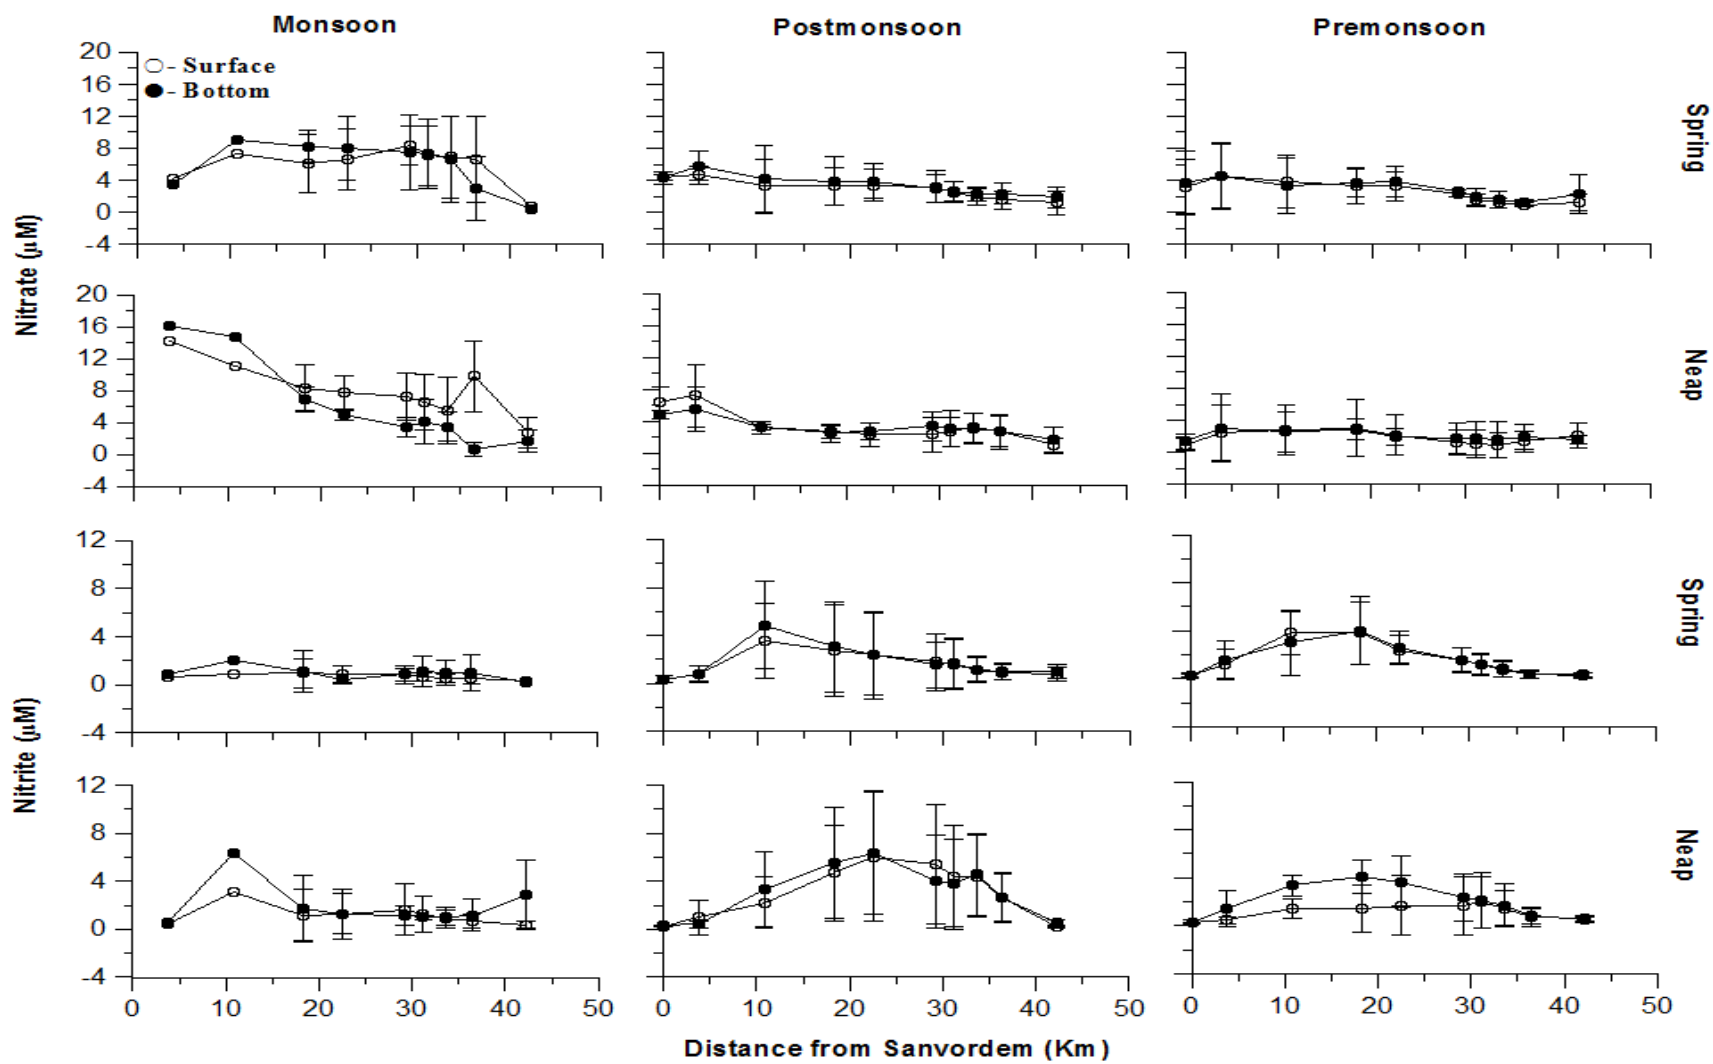 Monsoon Postmonsoon Premonsoon
20
16
12
8
4
0
-4
○- Surface
●- Bottom
Spring
Nitrate (µM)
20
16
12
8
4
0
-4
Neap
12
8
4
0
-4
Spring
Nitrite (µM)
12
8
4
0
-4
Neap
0 10 20 30 40 50 0 10 20 30 40 50 0 10 20 30 40 50
Distance from Sanvordem (Km)